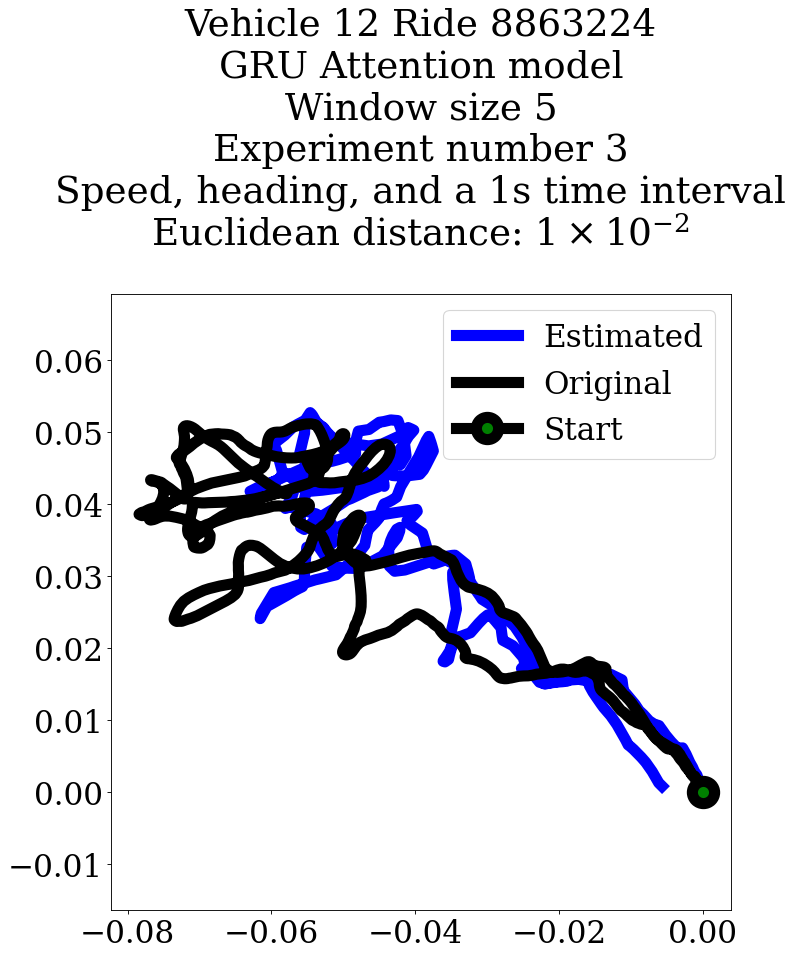 Vehicle 12 Ride 8863224
GRU Attention model
Window size 5
Experiment number 3
Speed, heading, and a 1s time interval
Euclidean distance: 1 × 10⁻²
Estimated
Original
Start
0.06
0.05
0.04
0.03
0.02
0.01
0.00
−0.01
−0.08 −0.06 −0.04 −0.02 0.00